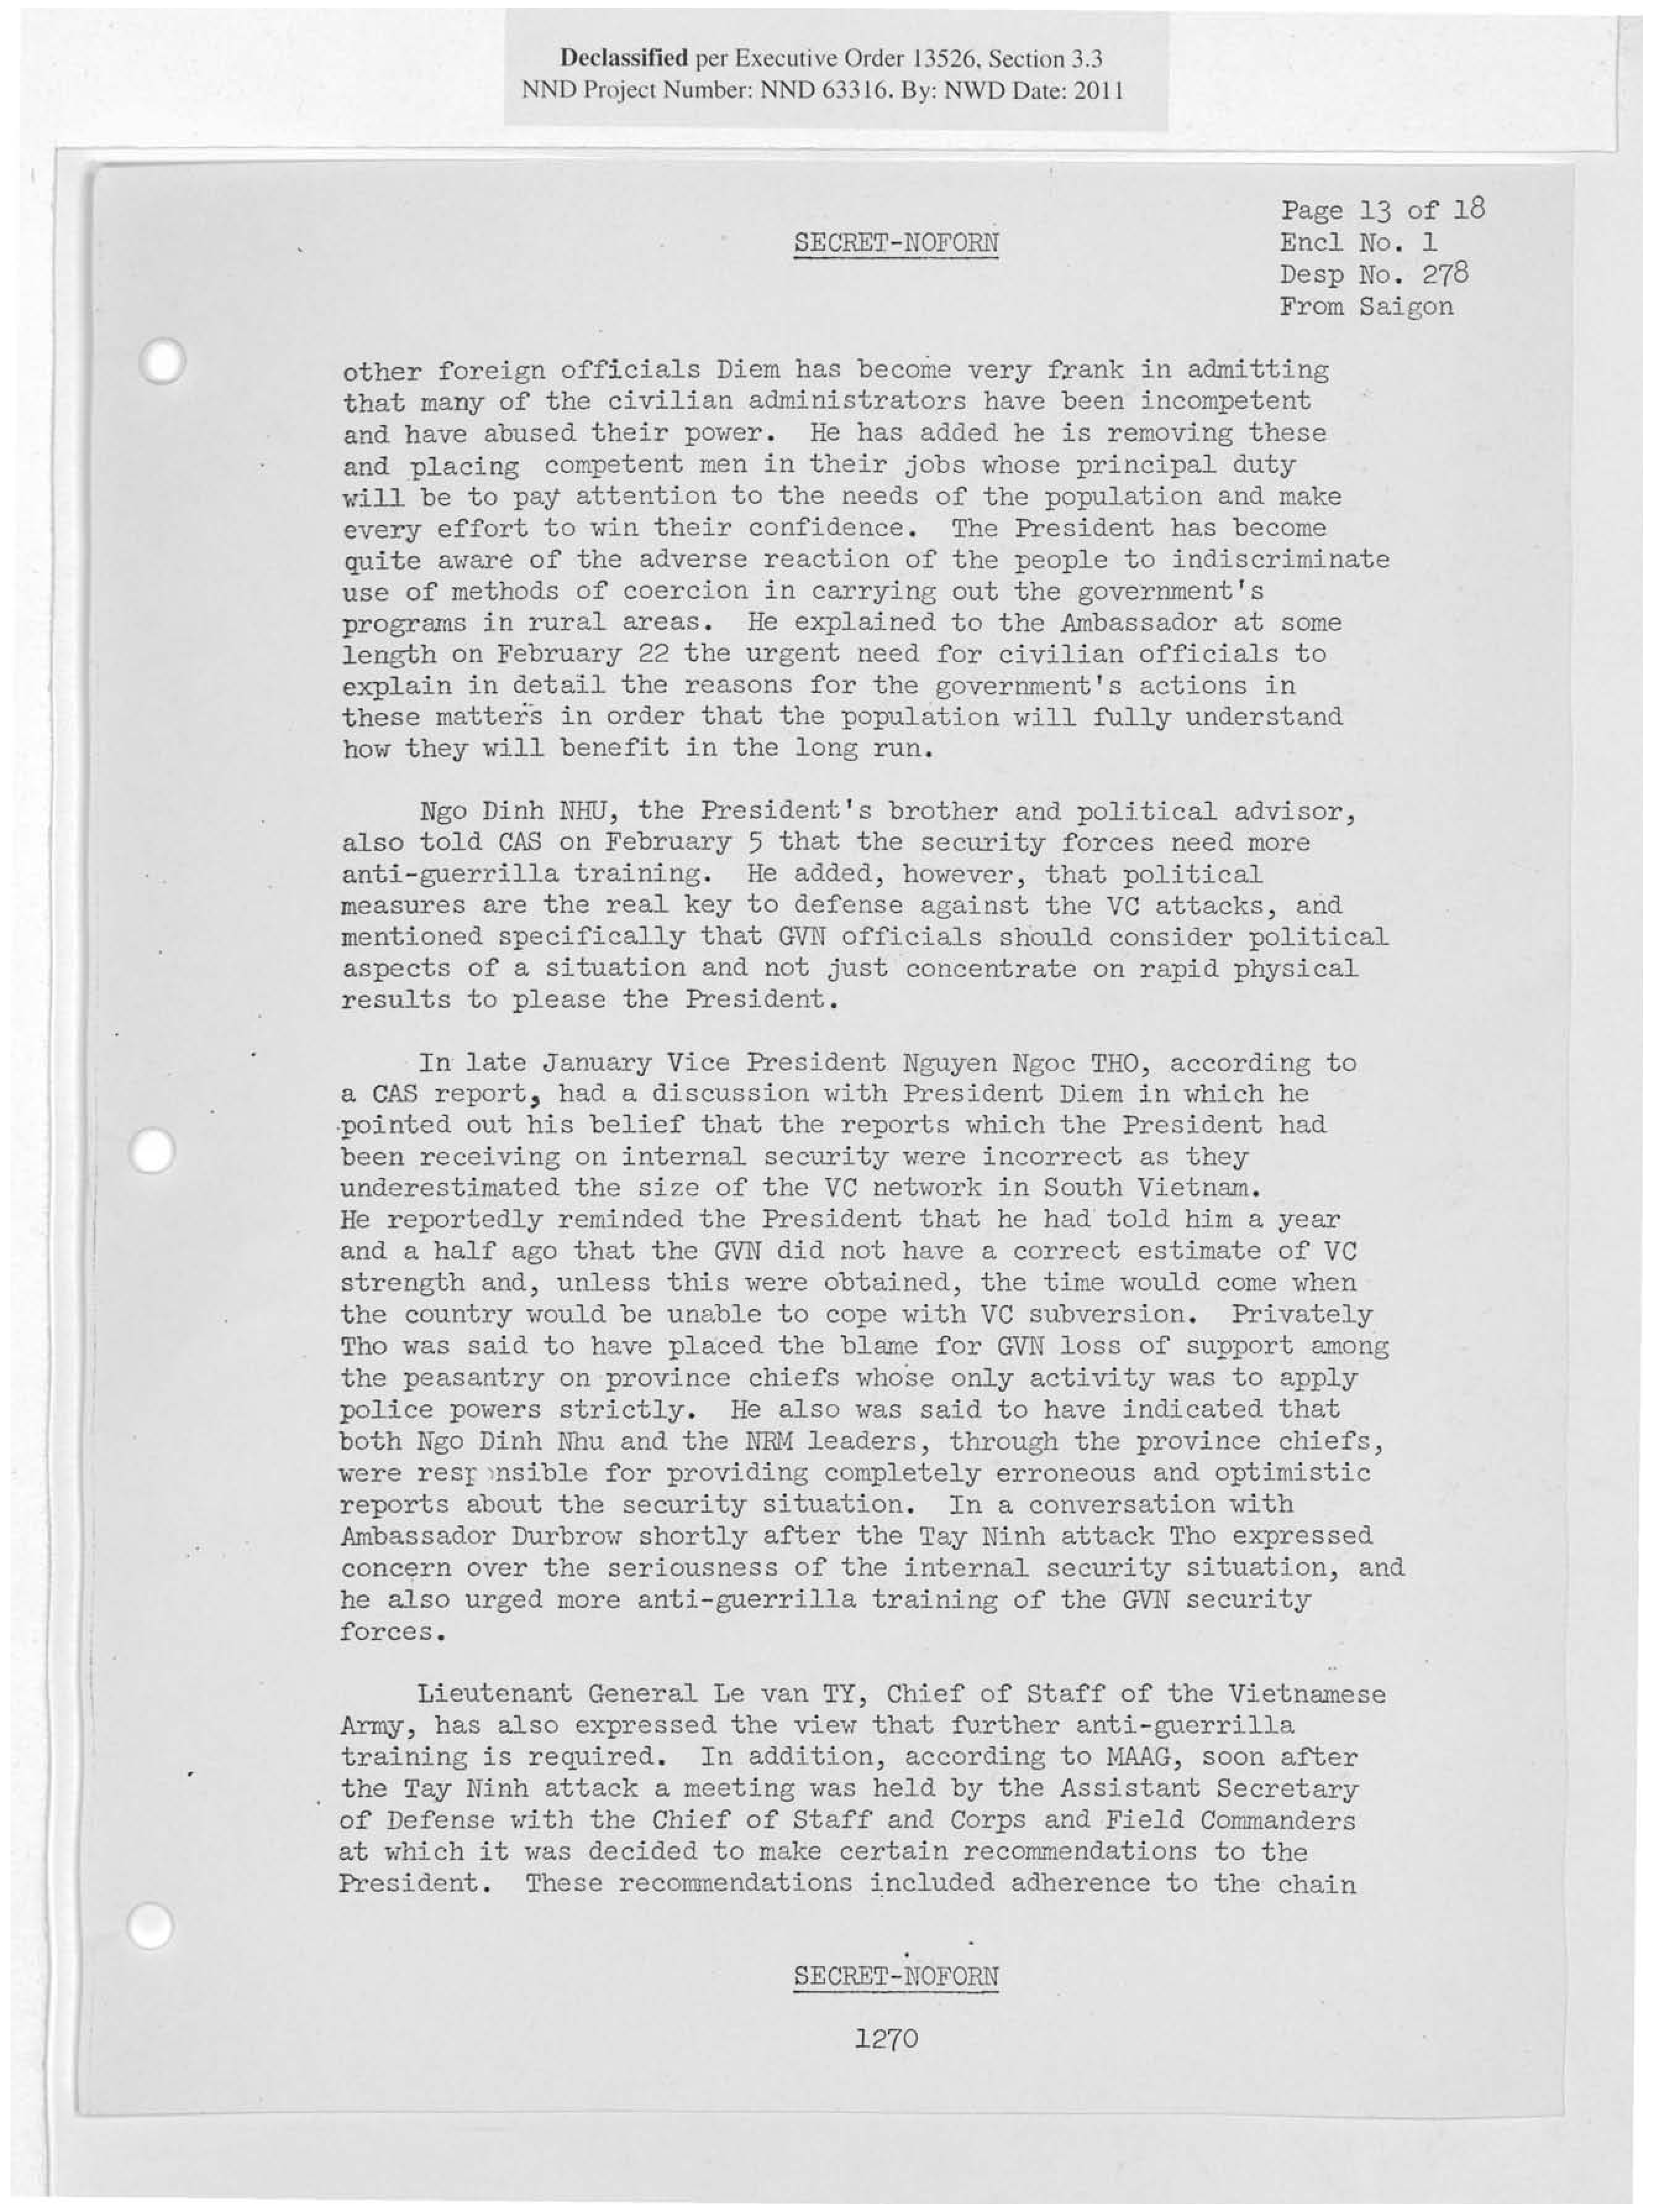 Declassified per Executive Order 13526, Section 3.3
NND Project Number: NND 63316. By: NWD Date: 2011
Page 13 of 18
SECRET-NOFORN
Encl No. 1
Desp No. 278
From Saigon
other foreign officials Diem has become very frank in admitting
that many of the civilian administrators have been incompetent
and have abused their power. He has added he is removing these
and placing competent men in their jobs whose principal duty
will be to pay attention to the needs of the population and make
every effort to win their confidence. The President has become
quite aware of the adverse reaction of the people to indiscriminate
use of methods of coercion in carrying out the government's
programs in rural areas. He explained to the Ambassador at some
length on February 22 the urgent need for civilian officials to
explain in detail the reasons for the government's actions in
these matters in order that the population will fully understand
how they will benefit in the long run.
Ngo Dinh NHU, the President's brother and political advisor,
also told CAS on February 5 that the security forces need more
anti-guerrilla training. He added, however, that political
measures are the real key to defense against the VC attacks, and
mentioned specifically that GVN officials should consider political
aspects of a situation and not just concentrate on rapid physical
results to please the President.
In late January Vice President Nguyen Ngoc THO, according to
a CAS report, had a discussion with President Diem in which he
pointed out his belief that the reports which the President had
been receiving on internal security were incorrect as they
underestimated the size of the VC network in South Vietnam.
He reportedly reminded the President that he had told him a year
and a half ago that the GVN did not have a correct estimate of VC
strength and, unless this were obtained, the time would come when
the country would be unable to cope with VC subversion. Privately
Tho was said to have placed the blame for GVN loss of support among
the peasantry on province chiefs whose only activity was to apply
police powers strictly. He also was said to have indicated that
both Ngo Dinh Nhu and the NRM leaders, through the province chiefs,
were responsible for providing completely erroneous and optimistic
reports about the security situation. In a conversation with
Ambassador Durbrow shortly after the Tay Ninh attack Tho expressed
concern over the seriousness of the internal security situation, and
he also urged more anti-guerrilla training of the GVN security
forces.
Lieutenant General Le van TY, Chief of Staff of the Vietnamese
Army, has also expressed the view that further anti-guerrilla
training is required. In addition, according to MAAG, soon after
the Tay Ninh attack a meeting was held by the Assistant Secretary
of Defense with the Chief of Staff and Corps and Field Commanders
at which it was decided to make certain recommendations to the
President. These recommendations included adherence to the chain
SECRET-NOFORN
1270